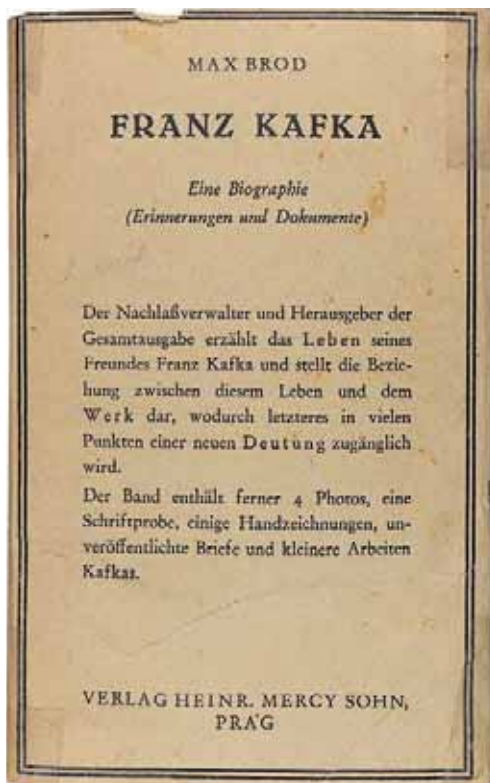 MAX BROD
FRANZ KAFKA
Eine Biographie
(Erinnerungen und Dokumente)
Der Nachlaßverwalter und Herausgeber der
Gesamtausgabe erzählt das Leben seines
Freundes Franz Kafka und stellt die Bezie-
hung zwischen diesem Leben und dem
Werk dar, wodurch letzteres in vielen
Punkten einer neuen Deutung zugänglich
wird.
Der Band enthält ferner 4 Photos, eine
Schriftprobe, einige Handzeichnungen, un-
veröffentlichte Briefe und kleinere Arbeiten
Kafkas.
VERLAG HEINR. MERCY SOHN,
PRAG